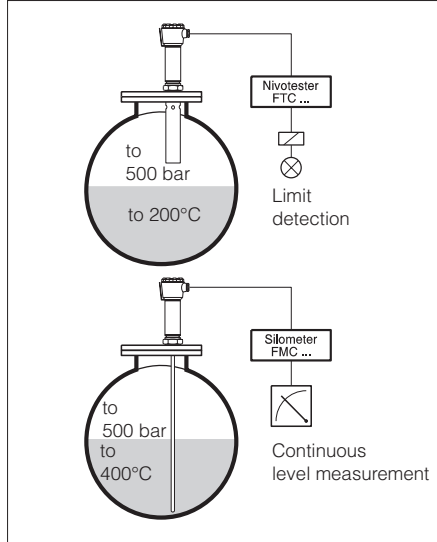 Nivotester
FTC ...
to
500 bar
to 200°C
Limit
detection
Silometer
FMC ...
to
500 bar
to
400°C
Continuous
level measurement